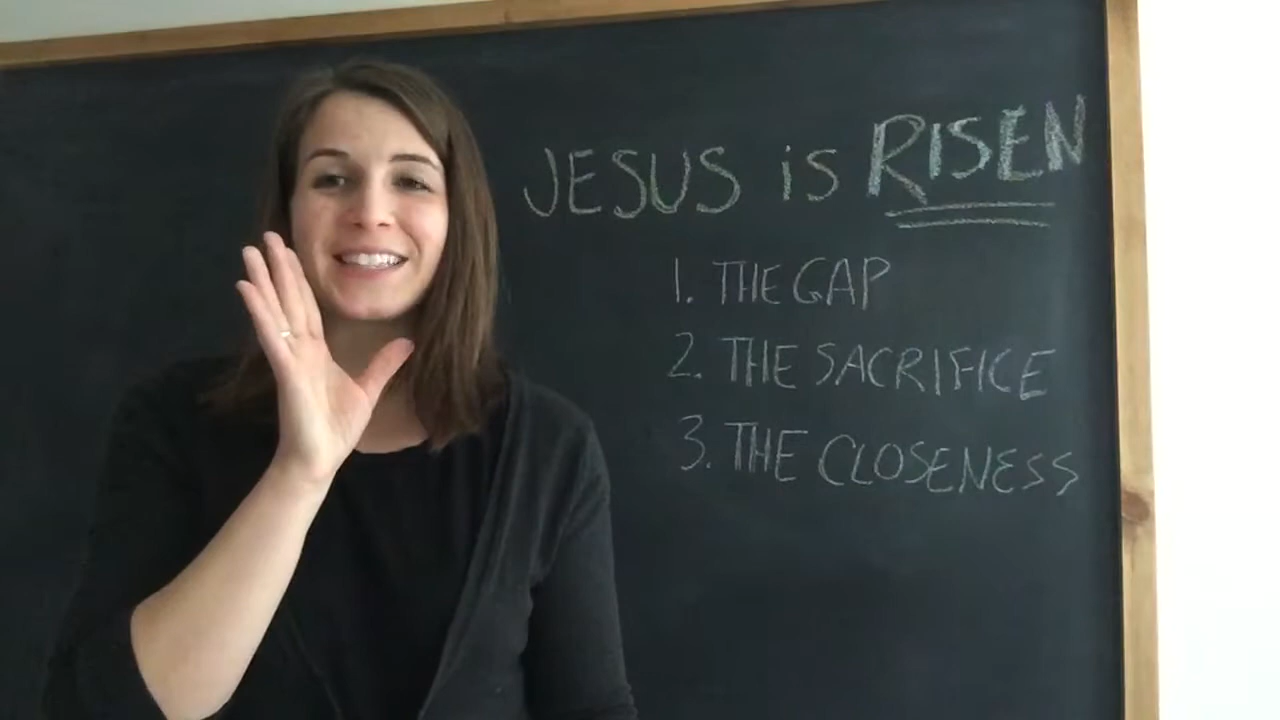 JESUS is RISEN
1. THE GAP
2. THE SACRIFICE
3. THE CLOSENESS